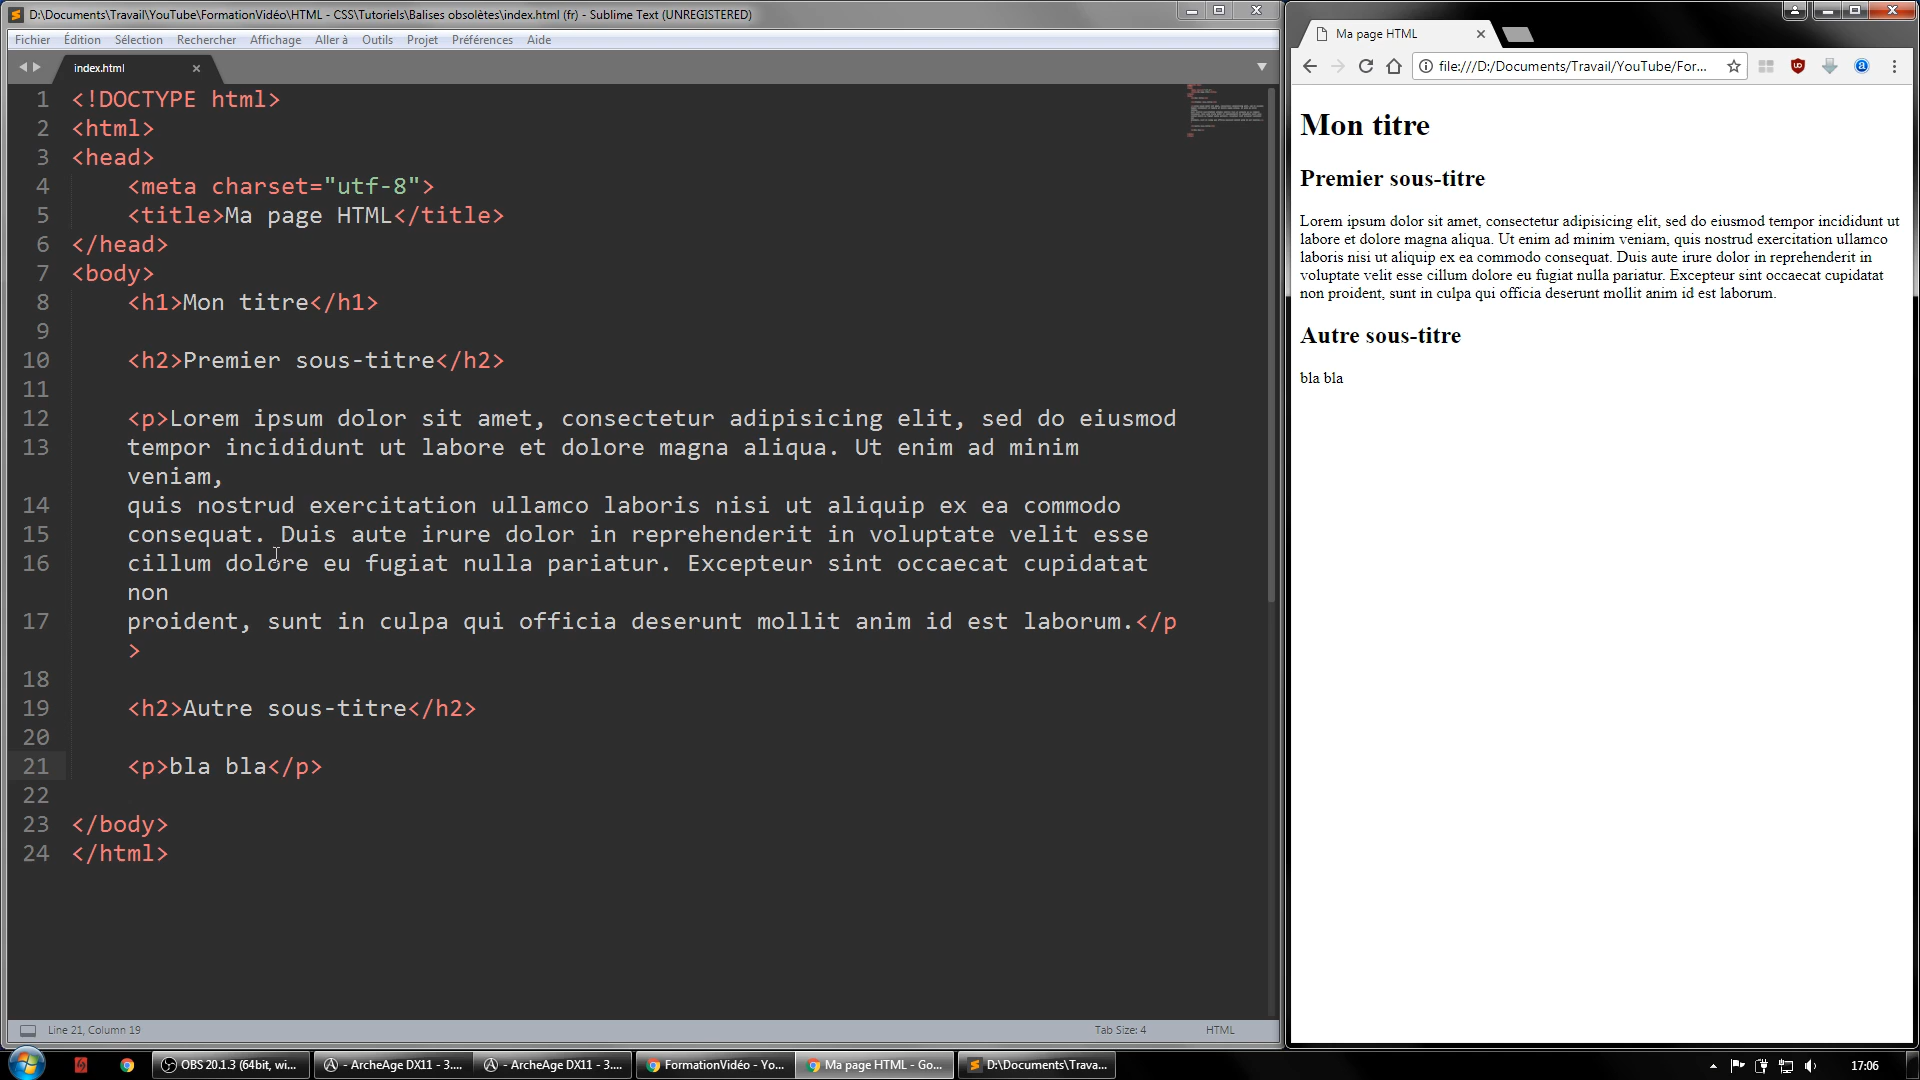 D:\Documents\Travail\YouTube\FormationVidéo\HTML - CSS\Tutoriels\Balises obsolètes\index.html (fr) - Sublime Text (UNREGISTERED)
Fichier Édition Sélection Rechercher Affichage Aller à Outils Projet Préférences Aide
index.html
1 <!DOCTYPE html>
2 <html>
3 <head>
4 <meta charset="utf-8">
5 <title>Ma page HTML</title>
6 </head>
7 <body>
8 <h1>Mon titre</h1>
9
10 <h2>Premier sous-titre</h2>
11
12 <p>Lorem ipsum dolor sit amet, consectetur adipisicing elit, sed do eiusmod
13 tempor incididunt ut labore et dolore magna aliqua. Ut enim ad minim
veniam,
14 quis nostrud exercitation ullamco laboris nisi ut aliquip ex ea commodo
15 consequat. Duis aute irure dolor in reprehenderit in voluptate velit esse
16 cillum dolore eu fugiat nulla pariatur. Excepteur sint occaecat cupidatat
non
17 proident, sunt in culpa qui officia deserunt mollit anim id est laborum.</p
>
18
19 <h2>Autre sous-titre</h2>
20
21 <p>bla bla</p>
22
23 </body>
24 </html>
Line 21, Column 19
Tab Size: 4
HTML
Ma page HTML
file:///D:/Documents/Travail/YouTube/For...
Mon titre
Premier sous-titre
Lorem ipsum dolor sit amet, consectetur adipisicing elit, sed do eiusmod tempor incididunt ut
labore et dolore magna aliqua. Ut enim ad minim veniam, quis nostrud exercitation ullamco
laboris nisi ut aliquip ex ea commodo consequat. Duis aute irure dolor in reprehenderit in
voluptate velit esse cillum dolore eu fugiat nulla pariatur. Excepteur sint occaecat cupidatat
non proident, sunt in culpa qui officia deserunt mollit anim id est laborum.
Autre sous-titre
bla bla
OBS 20.1.3 (64bit, wi...
- ArcheAge DX11 - 3....
- ArcheAge DX11 - 3....
FormationVidéo - Yo...
Ma page HTML - Go...
D:\Documents\Trava...
17:06